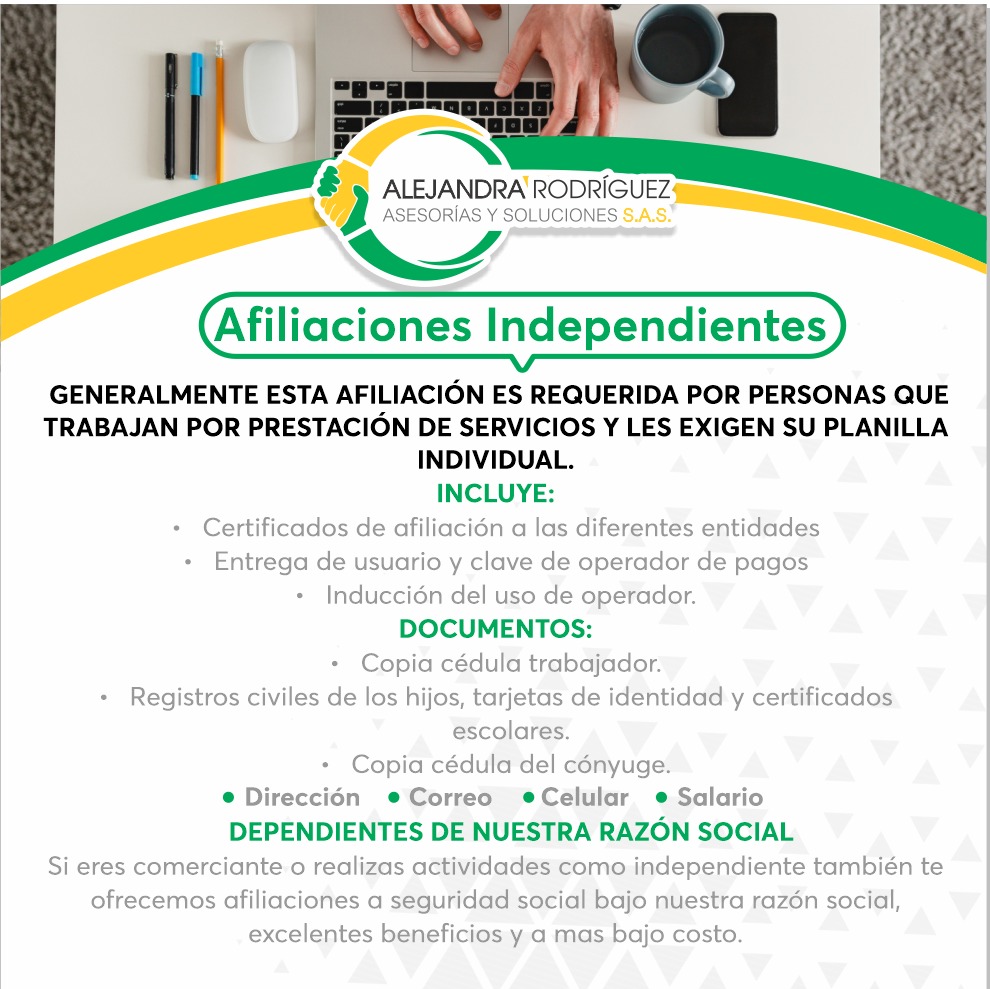 ALEJANDRA RODRÍGUEZ
ASESORÍAS Y SOLUCIONES S.A.S.
Afiliaciones Independientes
GENERALMENTE ESTA AFILIACIÓN ES REQUERIDA POR PERSONAS QUE
TRABAJAN POR PRESTACIÓN DE SERVICIOS Y LES EXIGEN SU PLANILLA
INDIVIDUAL.
INCLUYE:
• Certificados de afiliación a las diferentes entidades
• Entrega de usuario y clave de operador de pagos
• Inducción del uso de operador.
DOCUMENTOS:
• Copia cédula trabajador.
• Registros civiles de los hijos, tarjetas de identidad y certificados
escolares.
• Copia cédula del cónyuge.
• Dirección • Correo • Celular • Salario
DEPENDIENTES DE NUESTRA RAZÓN SOCIAL
Si eres comerciante o realizas actividades como independiente también te
ofrecemos afiliaciones a seguridad social bajo nuestra razón social,
excelentes beneficios y a mas bajo costo.